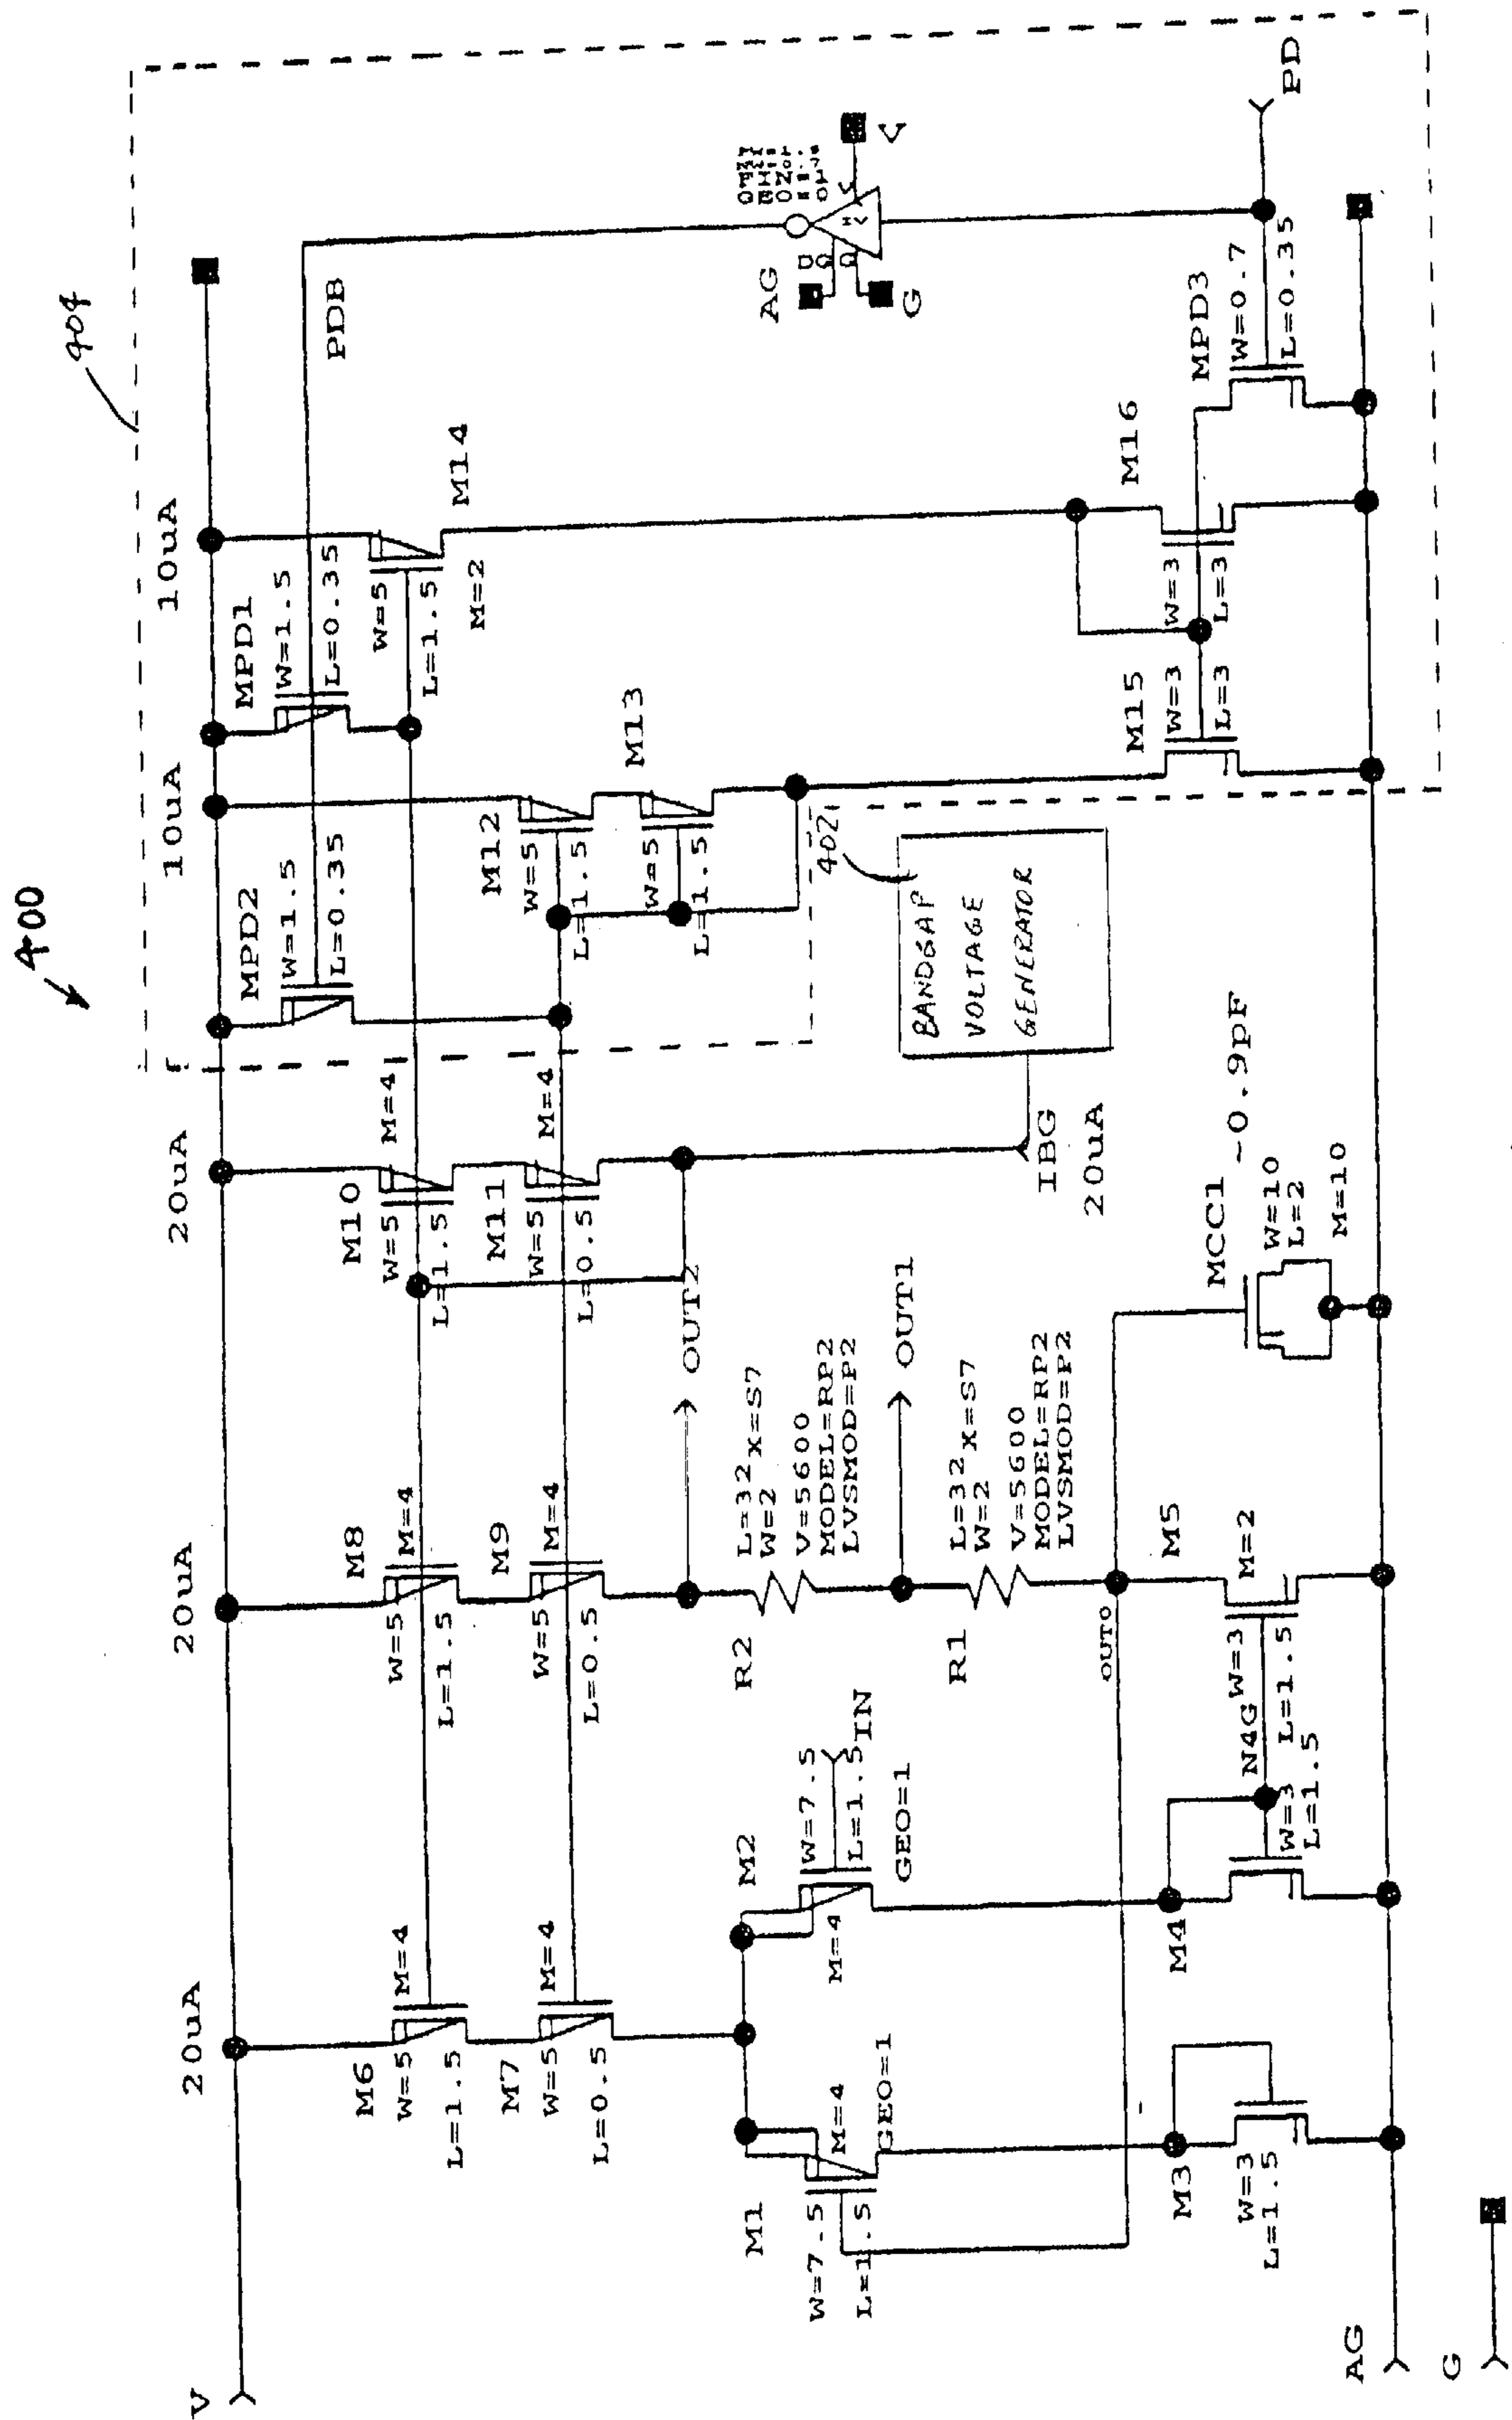 400
404
V
20uA
20uA
20uA
10uA
10uA
M6
W=5
L=1.5
M=4
M7
W=5
L=0.5
M=4
M8
W=5
L=1.5
M=4
M9
W=5
L=0.5
M=4
M10
W=5
L=1.5
M=4
M11
W=5
L=0.5
M=4
MPD2
W=1.5
L=0.35
MPD1
W=1.5
L=0.35
PDB
M12
W=5
L=1.5
M13
W=5
L=1.5
M14
W=5
L=1.5
M=2
402
BANDGAP
VOLTAGE
GENERATOR
IBG
20uA
OUT2
OUT1
R2
L=32
W=2
X=S7
V=5600
MODEL=RP2
LVSMOD=P2
R1
L=32
W=2
X=S7
V=5600
MODEL=RP2
LVSMOD=P2
OUT0
M1
W=7.5
L=1.5
M=4
GEO=1
M2
W=7.5
L=1.5
M=4
GEO=1
IN
M3
W=3
L=1.5
M4
W=3
L=1.5
N4G
M5
W=3
L=1.5
M=2
MCC1 ~0.9pF
W=10
L=2
M=10
M15
W=3
L=3
M16
W=3
L=3
MPD3
W=0.7
L=0.35
HV
AG
G
V
PD
AG
G